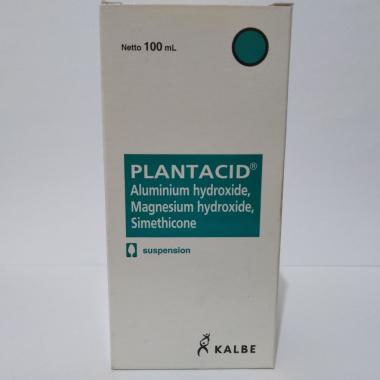 Netto 100 mL
PLANTACID®
Aluminium hydroxide,
Magnesium hydroxide,
Simethicone
suspension
KALBE